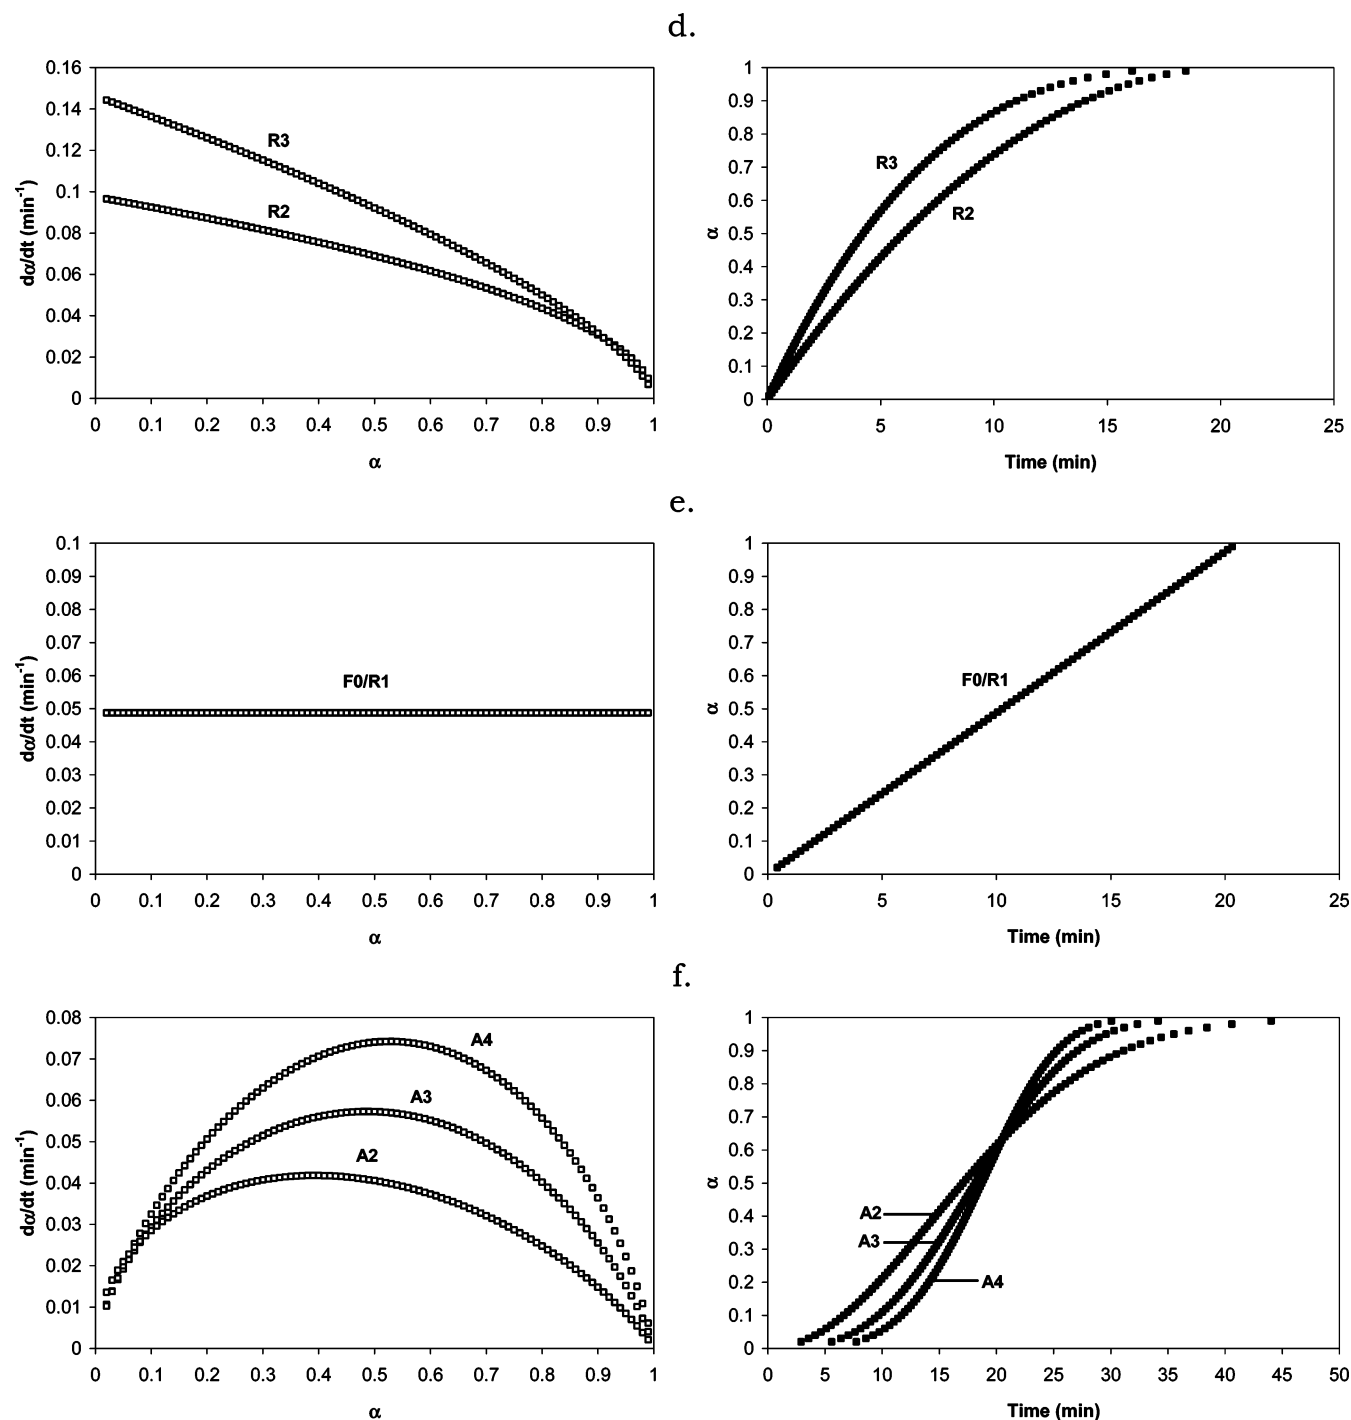 d.
0.16
0.14
0.12
0.1
0.08
0.06
0.04
0.02
0
dα/dt (min⁻¹)
R3
R2
0 0.1 0.2 0.3 0.4 0.5 0.6 0.7 0.8 0.9 1
α
1
0.9
0.8
0.7
0.6
0.5
0.4
0.3
0.2
0.1
0
α
R3
R2
0 5 10 15 20 25
Time (min)
e.
0.1
0.09
0.08
0.07
0.06
0.05
0.04
0.03
0.02
0.01
0
dα/dt (min⁻¹)
F0/R1
0 0.1 0.2 0.3 0.4 0.5 0.6 0.7 0.8 0.9 1
α
1
0.9
0.8
0.7
0.6
0.5
0.4
0.3
0.2
0.1
0
α
F0/R1
0 5 10 15 20 25
Time (min)
f.
0.08
0.07
0.06
0.05
0.04
0.03
0.02
0.01
0
dα/dt (min⁻¹)
A4
A3
A2
0 0.1 0.2 0.3 0.4 0.5 0.6 0.7 0.8 0.9 1
α
1
0.9
0.8
0.7
0.6
0.5
0.4
0.3
0.2
0.1
0
α
A2
A3
A4
0 5 10 15 20 25 30 35 40 45 50
Time (min)